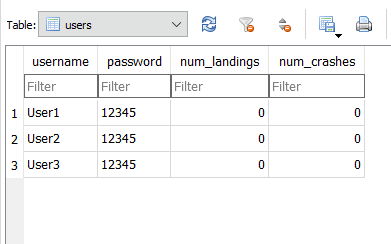 Table: users
username password num_landings num_crashes
Filter Filter Filter Filter
1 User1 12345 0 0
2 User2 12345 0 0
3 User3 12345 0 0